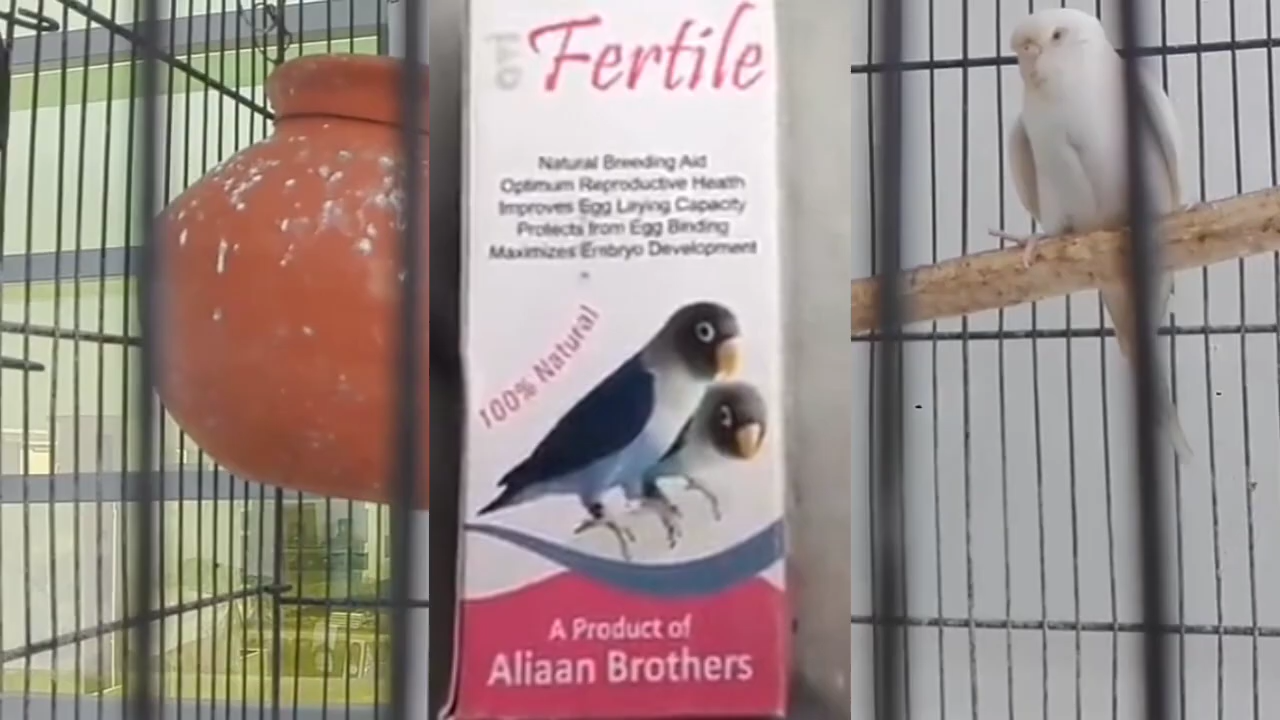 Fertile
Natural Breeding Aid
Optimum Reproductive Health
Improves Egg Laying Capacity
Protects from Egg Binding
Maximizes Embryo Development
100% Natural
A Product of
Aliaan Brothers